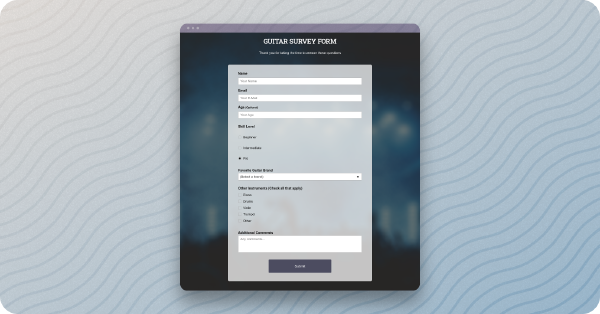 GUITAR SURVEY FORM
Thank you for taking the time to answer these questions
Name
Your Name
Email
Your E-Mail
Age (Optional)
Your Age
Skill Level
Beginner
Intermediate
Pro
Favorite Guitar Brand
(Select a brand)
Other Instruments (Check all that apply)
Piano
Drums
Violin
Trumpet
Other
Additional Comments
Any comments...
Submit